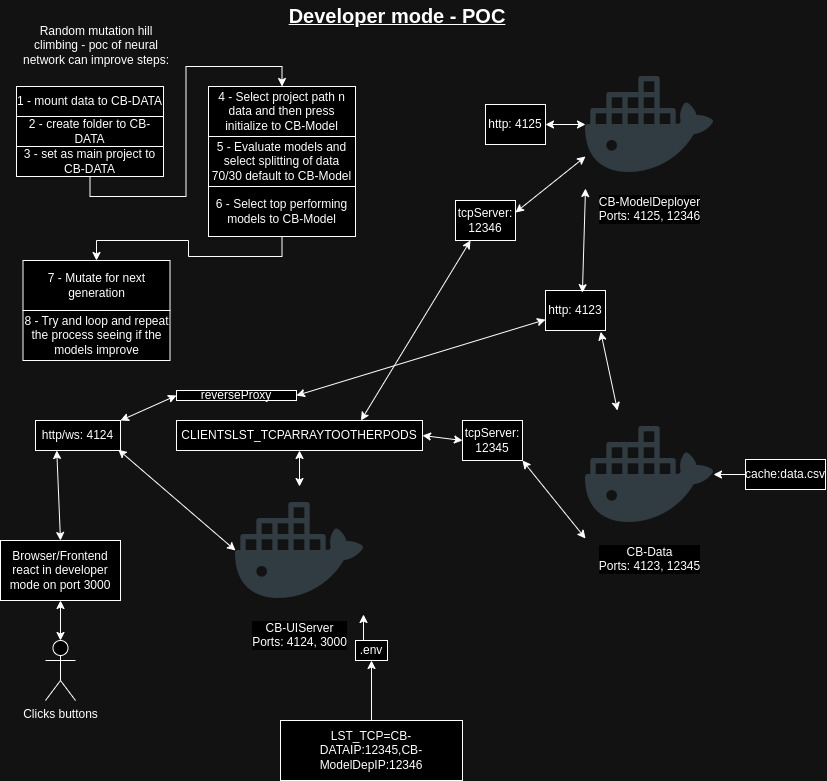 Developer mode - POC
Random mutation hill
climbing - poc of neural
network can improve steps:
1 - mount data to CB-DATA
2 - create folder to CB-
DATA
3 - set as main project to
CB-DATA
4 - Select project path n
data and then press
initialize to CB-Model
5 - Evaluate models and
select splitting of data
70/30 default to CB-Model
6 - Select top performing
models to CB-Model
7 - Mutate for next
generation
8 - Try and loop and repeat
the process seeing if the
models improve
http: 4125
CB-ModelDeployer
Ports: 4125, 12346
tcpServer:
12346
http: 4123
reverseProxy
http/ws: 4124
CLIENTSLST_TCPARRAYTOOTHERPODS
tcpServer:
12345
cache:data.csv
CB-Data
Ports: 4123, 12345
Browser/Frontend
react in developer
mode on port 3000
CB-UIServer
Ports: 4124, 3000
.env
Clicks buttons
LST_TCP=CB-
DATAIP:12345,CB-
ModelDepIP:12346